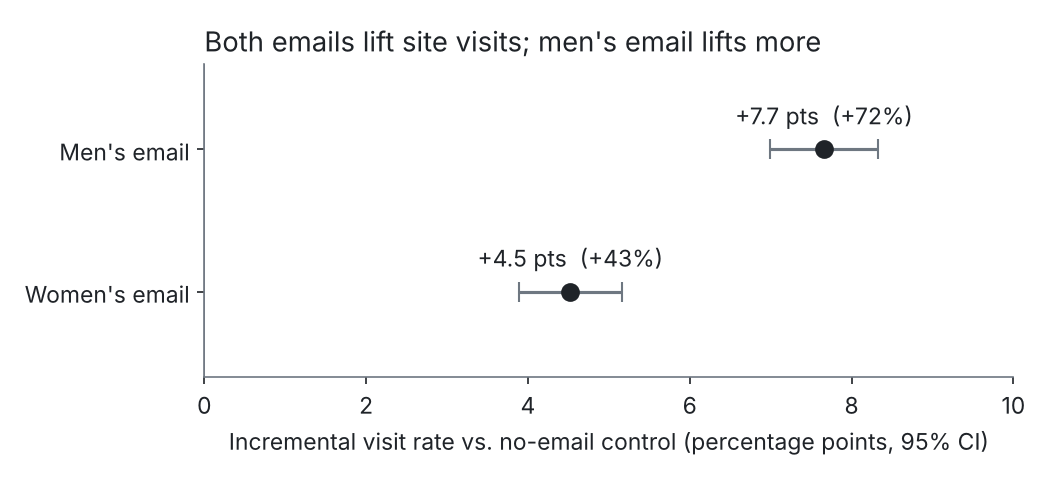 Both emails lift site visits; men's email lifts more
+7.7 pts (+72%)
Men's email
+4.5 pts (+43%)
Women's email
0 2 4 6 8 10
Incremental visit rate vs. no-email control (percentage points, 95% CI)